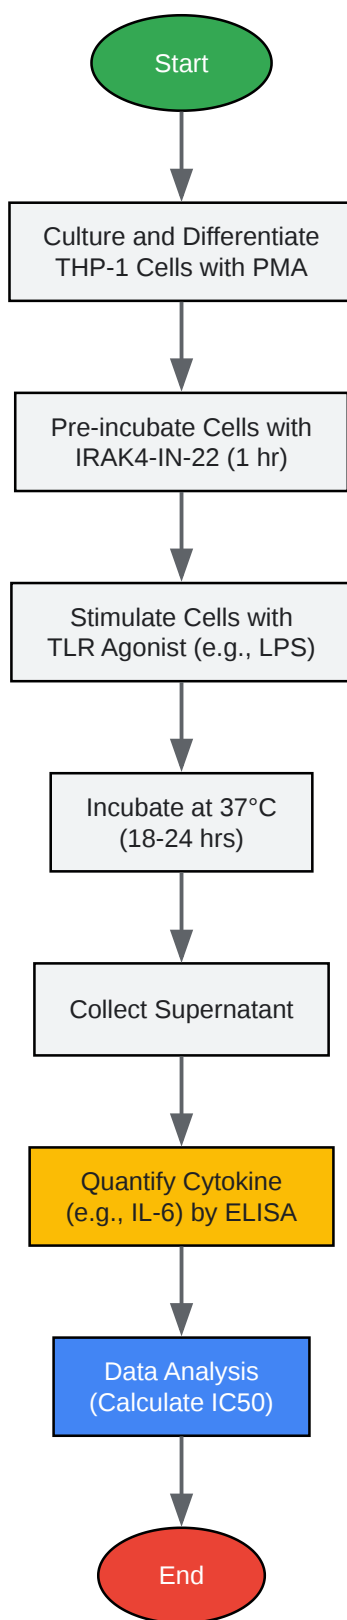 Start
Culture and Differentiate
THP-1 Cells with PMA
Pre-incubate Cells with
IRAK4-IN-22 (1 hr)
Stimulate Cells with
TLR Agonist (e.g., LPS)
Incubate at 37°C
(18-24 hrs)
Collect Supernatant
Quantify Cytokine
(e.g., IL-6) by ELISA
Data Analysis
(Calculate IC50)
End